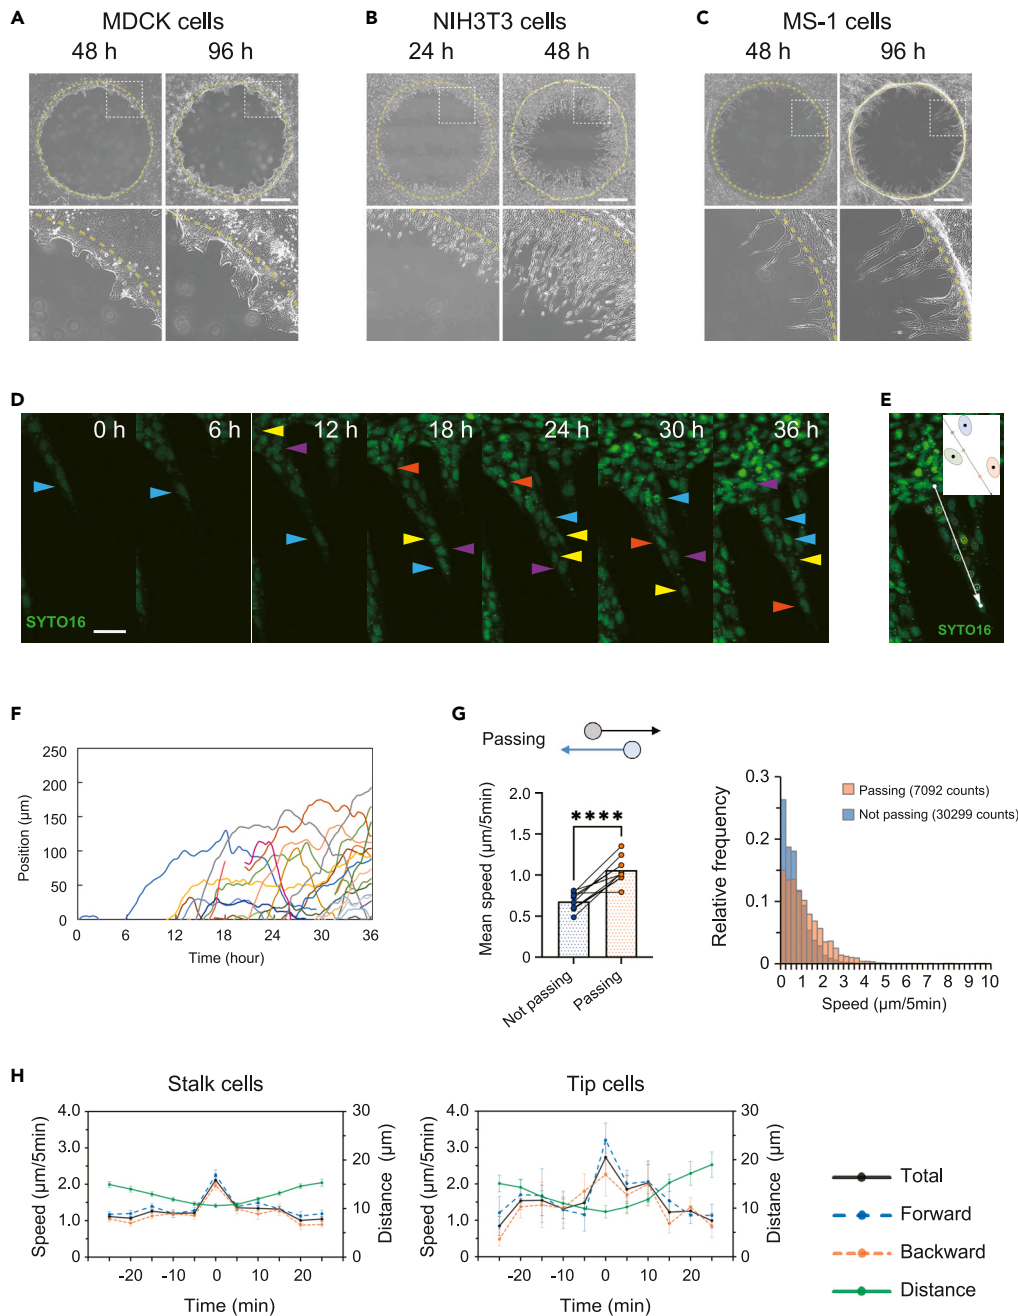 A
MDCK cells
48 h
96 h
B
NIH3T3 cells
24 h
48 h
C
MS-1 cells
48 h
96 h
D
0 h
6 h
12 h
18 h
24 h
30 h
36 h
SYTO16
E
SYTO16
F
250
200
150
100
50
0
Position (μm)
0 6 12 18 24 30 36
Time (hour)
G
Passing
2.0
1.5
1.0
0.5
0
Mean speed (μm/5min)
****
Not passing
Passing
0.3
0.2
0.1
0
Relative frequency
Passing (7092 counts)
Not passing (30299 counts)
0 1 2 3 4 5 6 7 8 9 10
Speed (μm/5min)
H
Stalk cells
4.0
3.0
2.0
1.0
0
Speed (μm/5min)
30
20
10
0
Distance (μm)
-20 -10 0 10 20
Time (min)
Tip cells
4.0
3.0
2.0
1.0
0
Speed (μm/5min)
30
20
10
0
Distance (μm)
-20 -10 0 10 20
Time (min)
Total
Forward
Backward
Distance